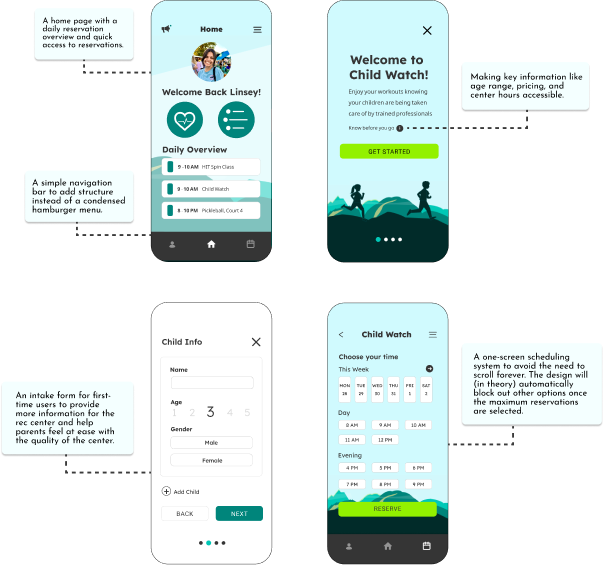 A home page with a
daily reservation
overview and quick
access to reservations.
Home
Welcome Back Linsey!
Daily Overview
9 - 10 AM HIT Spin Class
9 - 10 AM Child Watch
8 - 10 PM Pickleball, Court 4
A simple navigation
bar to add structure
instead of a condensed
hamburger menu.
Welcome to
Child Watch!
Enjoy your workouts knowing
your children are being taken
care of by trained professionals
Know before you go
GET STARTED
Making key information like
age range, pricing, and
center hours accessible.
Child Info
Name
Age
1 2 3 4 5
Gender
Male
Female
Add Child
BACK NEXT
An intake form for first-
time users to provide
more information for the
rec center and help
parents feel at ease with
the quality of the center.
Child Watch
Choose your time
This Week
MON TUE WED THU FRI SAT
28 29 30 31 1 2
Day
8 AM 9 AM 10 AM
11 AM 12 PM
Evening
4 PM 5 PM 6 PM
7 PM 8 PM 9 PM
RESERVE
A one-screen scheduling
system to avoid the need to
scroll forever. The design will
(in theory) automatically
block out other options once
the maximum reservations
are selected.